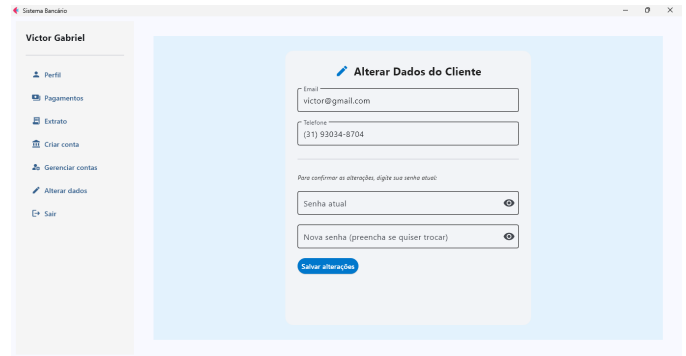 Sistema Bancário
Victor Gabriel
Perfil
Pagamentos
Extrato
Criar conta
Gerenciar contas
Alterar dados
Sair
Alterar Dados do Cliente
Email
victor@gmail.com
Telefone
(31) 93034-8704
Para confirmar as alterações, digite sua senha atual:
Senha atual
Nova senha (preencha se quiser trocar)
Salvar alterações